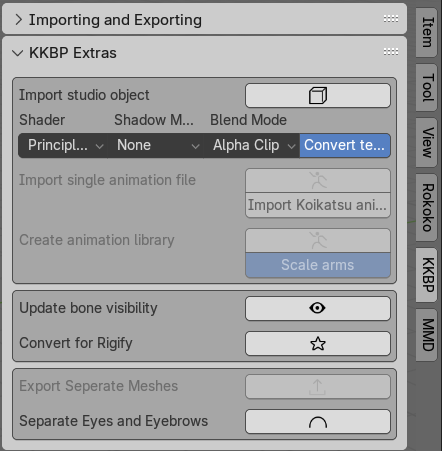 Importing and Exporting
KKBP Extras
Import studio object
Shader Shadow M... Blend Mode
Principl... None Alpha Clip Convert te...
Import single animation file
Import Koikatsu ani...
Create animation library
Scale arms
Update bone visibility
Convert for Rigify
Export Seperate Meshes
Separate Eyes and Eyebrows
Item
Tool
View
Rokoko
KKBP
MMD